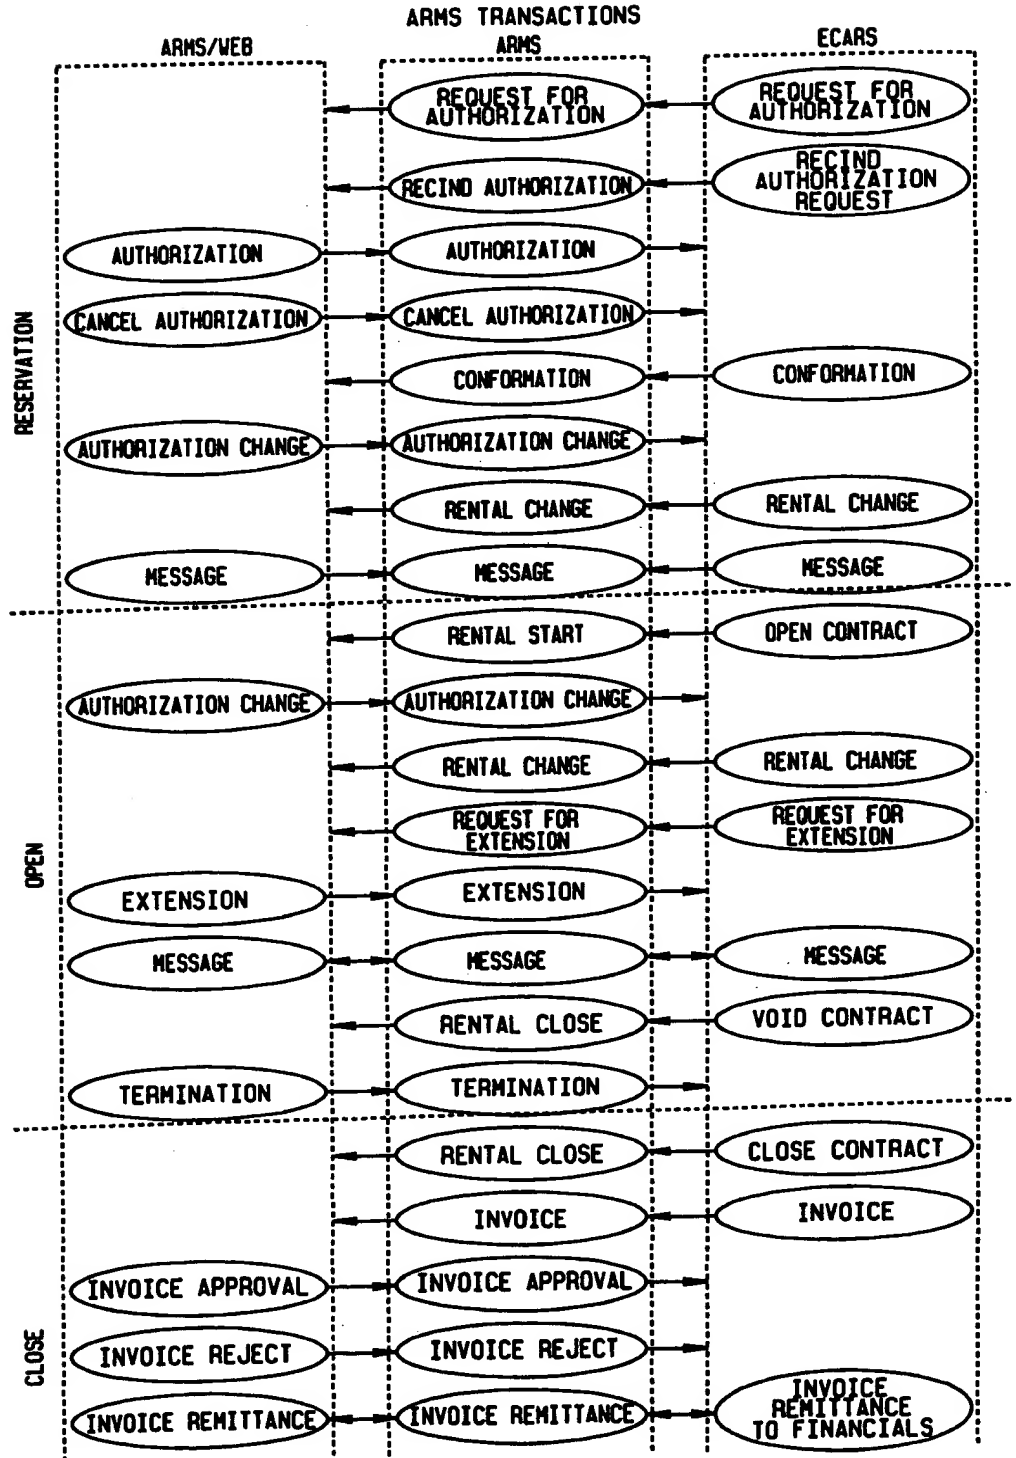 ARMS TRANSACTIONS
ARMS/WEB
ARMS
ECARS
RESERVATION
REQUEST FOR
AUTHORIZATION
REQUEST FOR
AUTHORIZATION
RECIND AUTHORIZATION
RECIND
AUTHORIZATION
REQUEST
AUTHORIZATION
AUTHORIZATION
CANCEL AUTHORIZATION
CANCEL AUTHORIZATION
CONFORMATION
CONFORMATION
AUTHORIZATION CHANGE
AUTHORIZATION CHANGE
RENTAL CHANGE
RENTAL CHANGE
MESSAGE
MESSAGE
MESSAGE
OPEN
RENTAL START
OPEN CONTRACT
AUTHORIZATION CHANGE
AUTHORIZATION CHANGE
RENTAL CHANGE
RENTAL CHANGE
REQUEST FOR
EXTENSION
REQUEST FOR
EXTENSION
EXTENSION
EXTENSION
MESSAGE
MESSAGE
MESSAGE
RENTAL CLOSE
VOID CONTRACT
TERMINATION
TERMINATION
CLOSE
RENTAL CLOSE
CLOSE CONTRACT
INVOICE
INVOICE
INVOICE APPROVAL
INVOICE APPROVAL
INVOICE REJECT
INVOICE REJECT
INVOICE REMITTANCE
INVOICE REMITTANCE
INVOICE
REMITTANCE
TO FINANCIALS